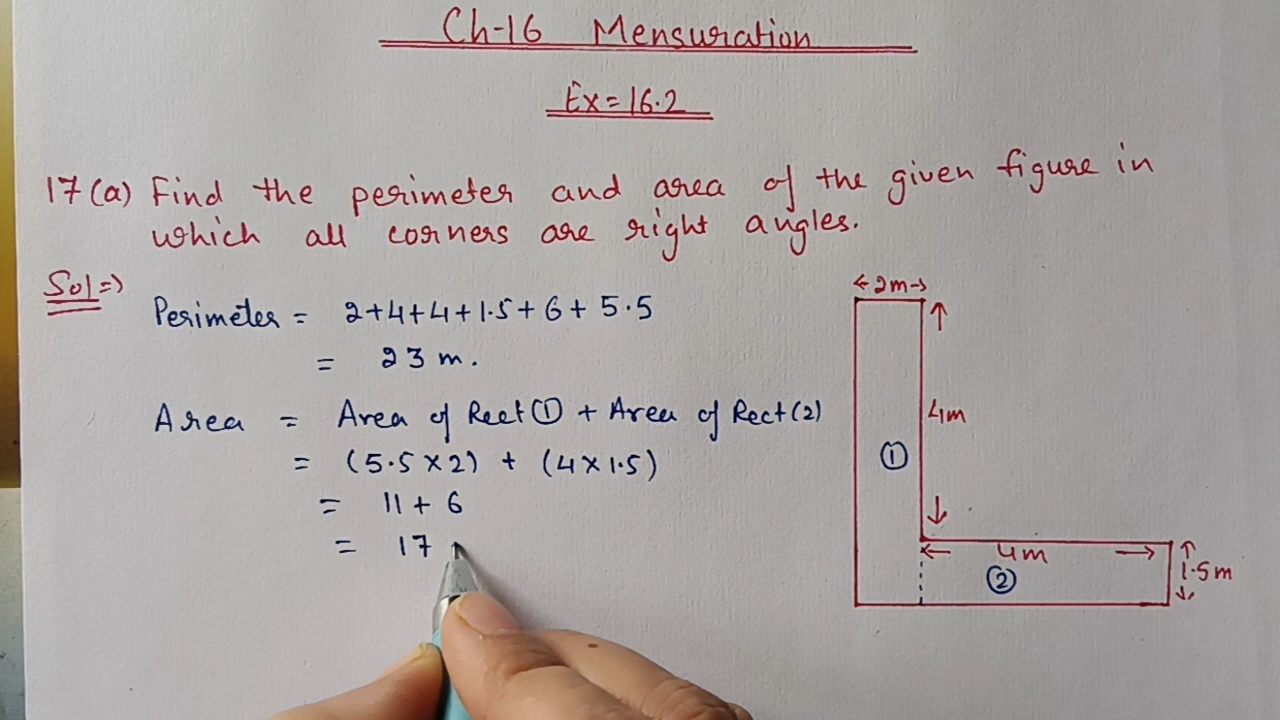 Ch-16 Mensuration
Ex=16.2
17(a) Find the perimeter and area of the given figure in
which all corners are right angles.
Sol=>
Perimeter = 2+4+4+1.5+6+5.5
= 23 m.
Area = Area of Rect① + Area of Rect(2)
= (5.5×2) + (4×1.5)
= 11+6
= 17
←2m→
4m
①
4m
②
1.5m